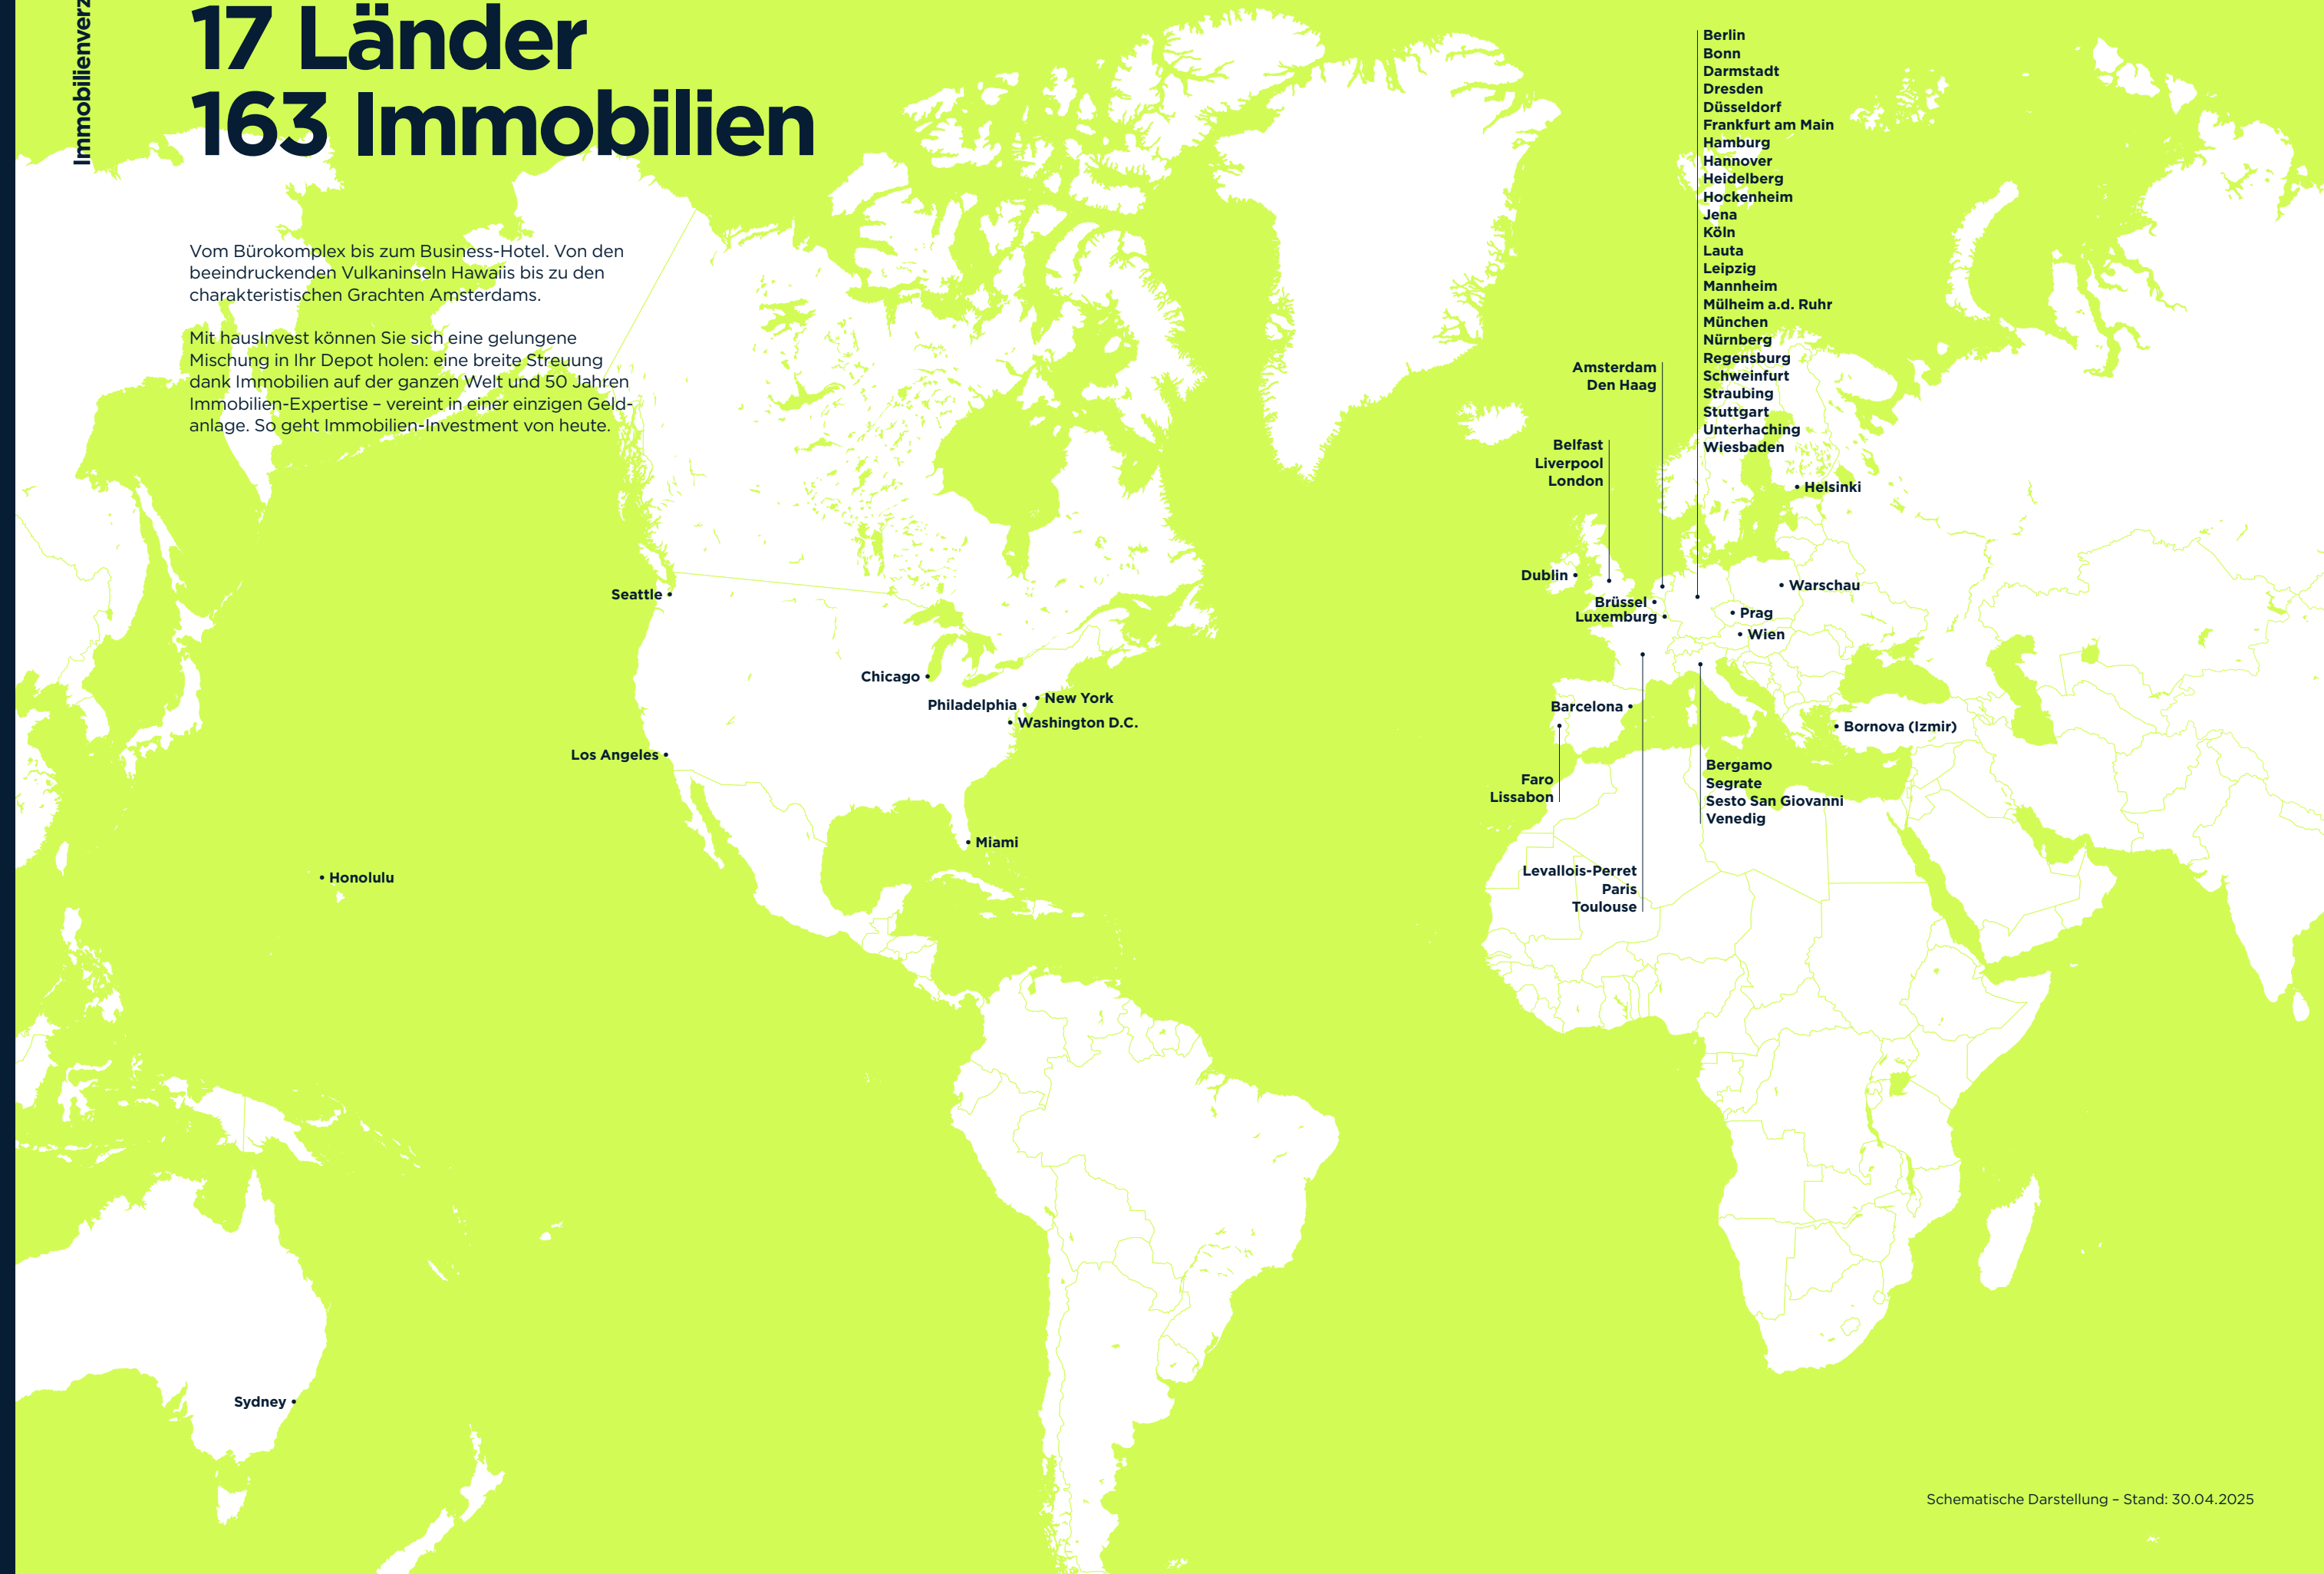 Immobilienverz
17 Länder
163 Immobilien
Vom Bürokomplex bis zum Business-Hotel. Von den
beeindruckenden Vulkaninseln Hawaiis bis zu den
charakteristischen Grachten Amsterdams.
Mit hausInvest können Sie sich eine gelungene
Mischung in Ihr Depot holen: eine breite Streuung
dank Immobilien auf der ganzen Welt und 50 Jahren
Immobilien-Expertise – vereint in einer einzigen Geld-
anlage. So geht Immobilien-Investment von heute.
Berlin
Bonn
Darmstadt
Dresden
Düsseldorf
Frankfurt am Main
Hamburg
Hannover
Heidelberg
Hockenheim
Jena
Köln
Lauta
Leipzig
Mannheim
Mülheim a.d. Ruhr
München
Nürnberg
Regensburg
Schweinfurt
Straubing
Stuttgart
Unterhaching
Wiesbaden
Amsterdam
Den Haag
Belfast
Liverpool
London
Helsinki
Dublin
Warschau
Brüssel
Luxemburg
Prag
Wien
Seattle
Chicago
Philadelphia
New York
Washington D.C.
Los Angeles
Miami
Honolulu
Barcelona
Bornova (Izmir)
Faro
Lissabon
Bergamo
Segrate
Sesto San Giovanni
Venedig
Levallois-Perret
Paris
Toulouse
Sydney
Schematische Darstellung – Stand: 30.04.2025